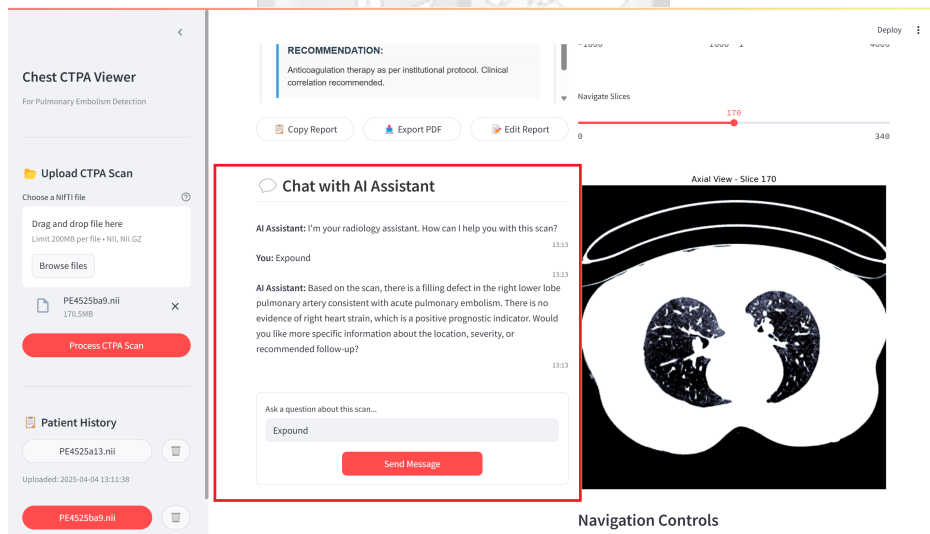 Deploy
Chest CTPA Viewer
For Pulmonary Embolism Detection
📁 Upload CTPA Scan
Choose a NIfTI file
Drag and drop file here
Limit 200MB per file • NII, NII.GZ
Browse files
PE4525ba9.nii
170.5MB
Process CTPA Scan
📋 Patient History
PE4525a13.nii
Uploaded: 2025-04-04 13:11:38
PE4525ba9.nii
RECOMMENDATION:
Anticoagulation therapy as per institutional protocol. Clinical
correlation recommended.
📋 Copy Report
📥 Export PDF
📝 Edit Report
💬 Chat with AI Assistant
AI Assistant: I'm your radiology assistant. How can I help you with this scan?
13:13
You: Expound
13:13
AI Assistant: Based on the scan, there is a filling defect in the right lower lobe
pulmonary artery consistent with acute pulmonary embolism. There is no
evidence of right heart strain, which is a positive prognostic indicator. Would
you like more specific information about the location, severity, or
recommended follow-up?
13:13
Ask a question about this scan...
Expound
Send Message
Navigate Slices
170
0
340
Axial View - Slice 170
Navigation Controls